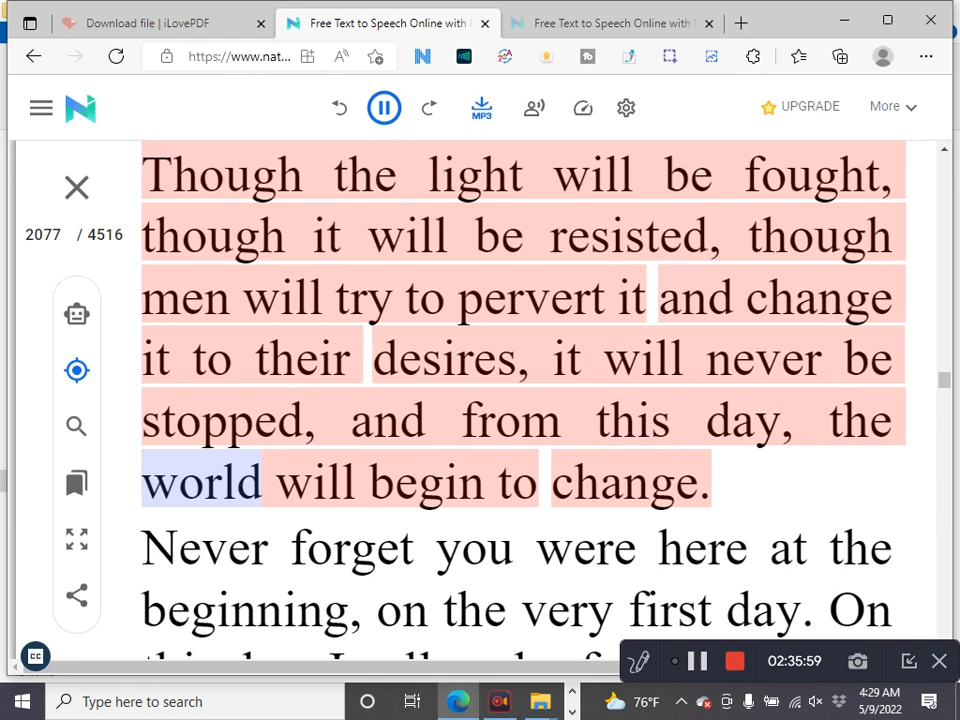 Download file | iLovePDF
Free Text to Speech Online with
Free Text to Speech Online with
https://www.nat...
UPGRADE
More
MP3
2077 / 4516
Though the light will be fought,
though it will be resisted, though
men will try to pervert it and change
it to their desires, it will never be
stopped, and from this day, the
world will begin to change.
Never forget you were here at the
beginning, on the very first day. On
CC
02:35:59
Type here to search
76°F
4:29 AM
5/9/2022